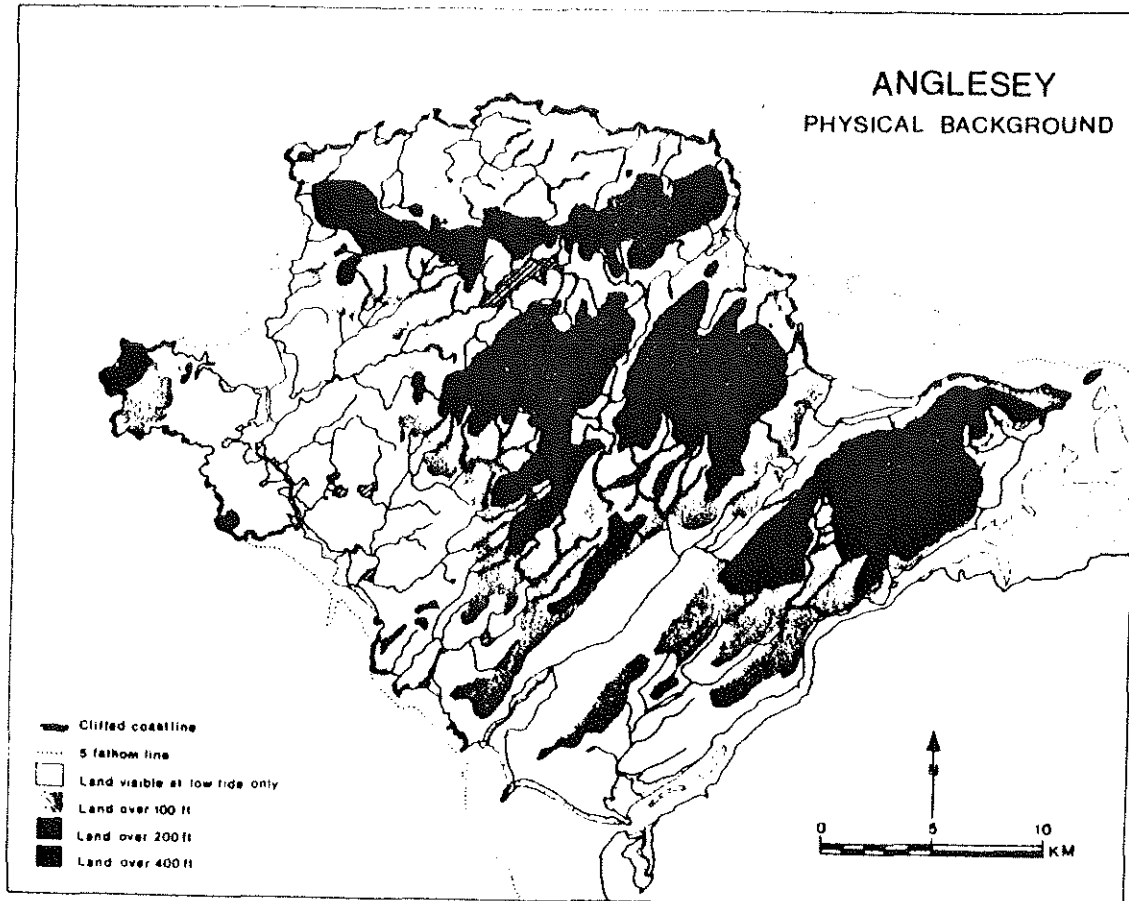 ANGLESEY
PHYSICAL BACKGROUND
Cliffed coastline
5 fathom line
Land visible at low tide only
Land over 100 ft
Land over 200 ft
Land over 400 ft
N
0 5 10
KM